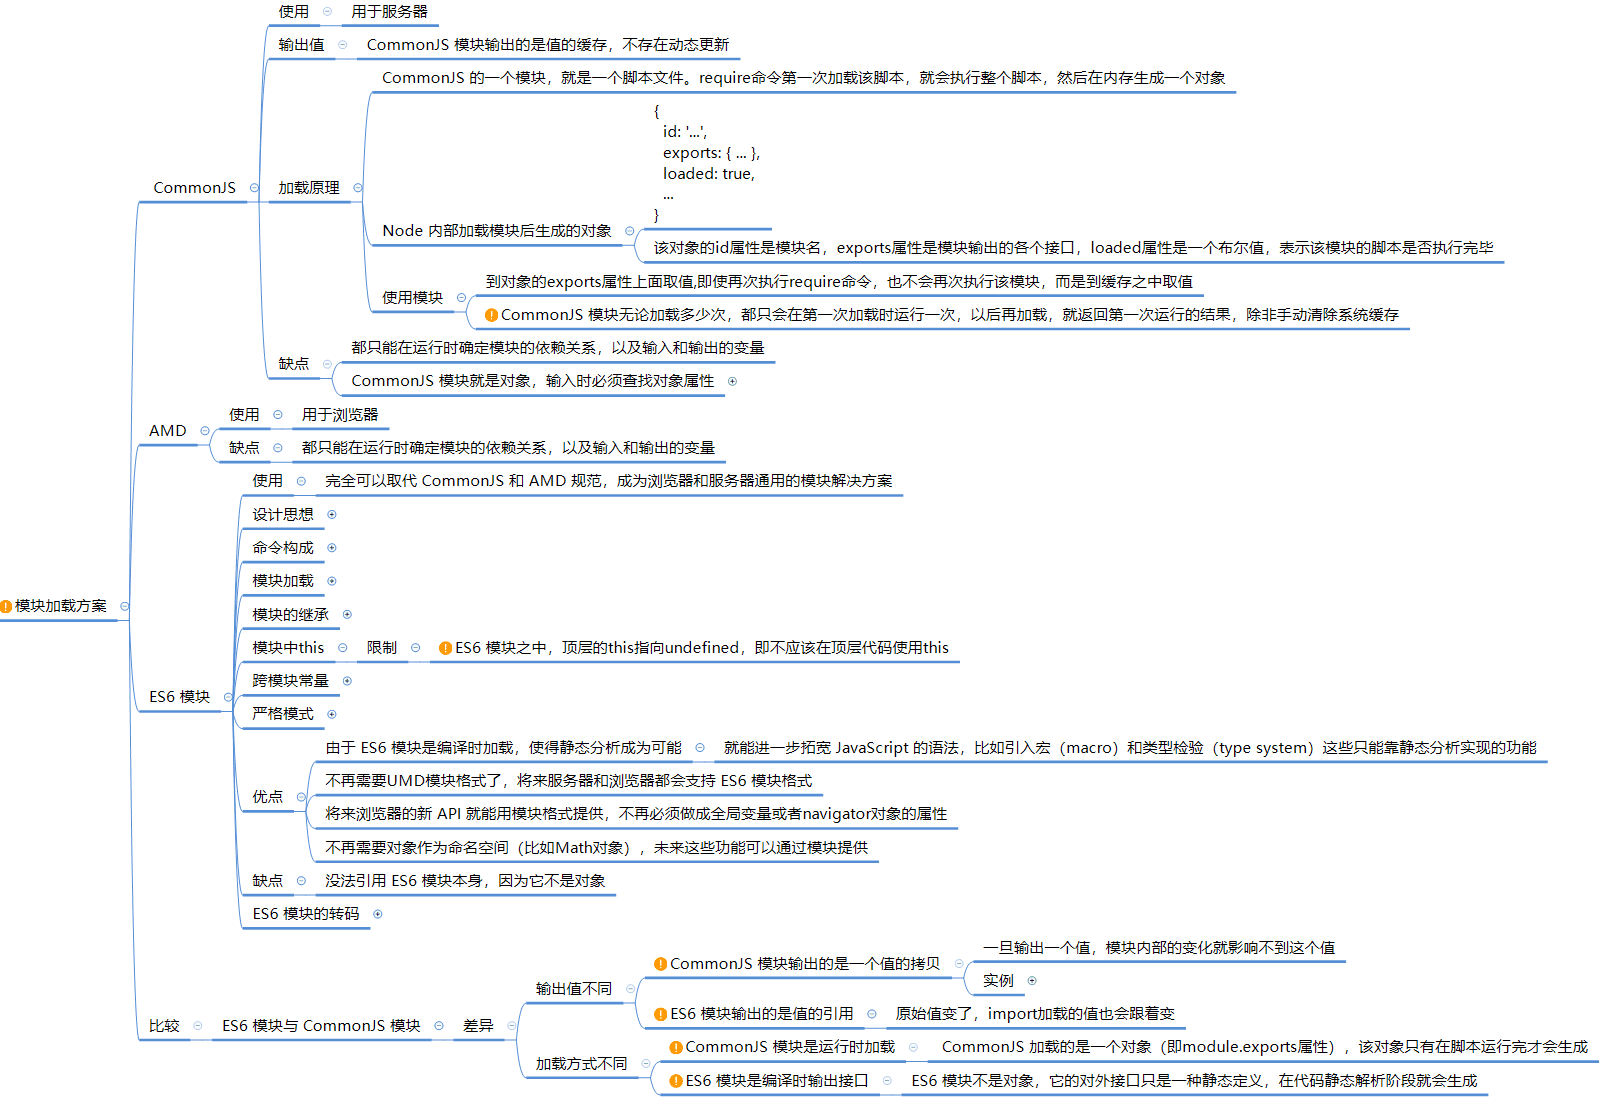 模块加载方案
CommonJS
使用
用于服务器
输出值
CommonJS 模块输出的是值的缓存，不存在动态更新
加载原理
CommonJS 的一个模块，就是一个脚本文件。require命令第一次加载该脚本，就会执行整个脚本，然后在内存生成一个对象
Node 内部加载模块后生成的对象
{
id: '...',
exports: { ... },
loaded: true,
...
}
该对象的id属性是模块名，exports属性是模块输出的各个接口，loaded属性是一个布尔值，表示该模块的脚本是否执行完毕
使用模块
到对象的exports属性上面取值,即使再次执行require命令，也不会再次执行该模块，而是到缓存之中取值
CommonJS 模块无论加载多少次，都只会在第一次加载时运行一次，以后再加载，就返回第一次运行的结果，除非手动清除系统缓存
缺点
都只能在运行时确定模块的依赖关系，以及输入和输出的变量
CommonJS 模块就是对象，输入时必须查找对象属性
AMD
使用
用于浏览器
缺点
都只能在运行时确定模块的依赖关系，以及输入和输出的变量
ES6 模块
使用
完全可以取代 CommonJS 和 AMD 规范，成为浏览器和服务器通用的模块解决方案
设计思想
命令构成
模块加载
模块的继承
模块中this
限制
ES6 模块之中，顶层的this指向undefined，即不应该在顶层代码使用this
跨模块常量
严格模式
优点
由于 ES6 模块是编译时加载，使得静态分析成为可能
就能进一步拓宽 JavaScript 的语法，比如引入宏（macro）和类型检验（type system）这些只能靠静态分析实现的功能
不再需要UMD模块格式了，将来服务器和浏览器都会支持 ES6 模块格式
将来浏览器的新 API 就能用模块格式提供，不再必须做成全局变量或者navigator对象的属性
不再需要对象作为命名空间（比如Math对象），未来这些功能可以通过模块提供
缺点
没法引用 ES6 模块本身，因为它不是对象
ES6 模块的转码
比较
ES6 模块与 CommonJS 模块
差异
输出值不同
CommonJS 模块输出的是一个值的拷贝
一旦输出一个值，模块内部的变化就影响不到这个值
实例
ES6 模块输出的是值的引用
原始值变了，import加载的值也会跟着变
加载方式不同
CommonJS 模块是运行时加载
CommonJS 加载的是一个对象（即module.exports属性），该对象只有在脚本运行完才会生成
ES6 模块是编译时输出接口
ES6 模块不是对象，它的对外接口只是一种静态定义，在代码静态解析阶段就会生成